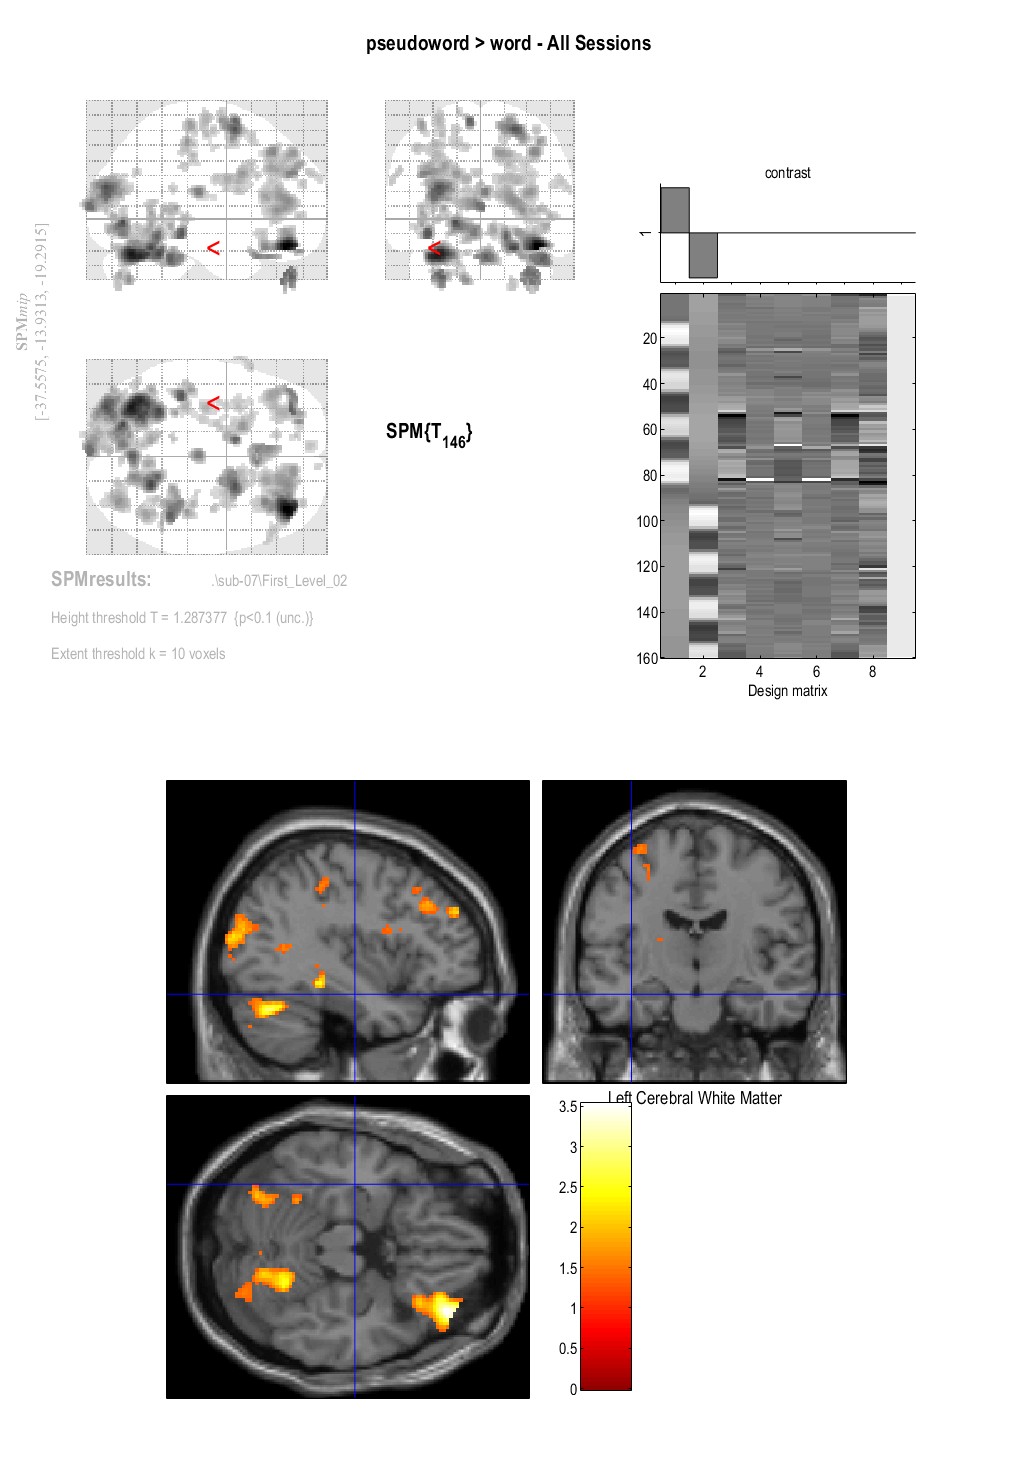 pseudoword > word - All Sessions
SPMmip
[-37.5575, -13.9313, -19.2915]
<
<
<
SPM{T146}
SPMresults: .\sub-07\First_Level_02
Height threshold T = 1.287377 {p<0.1 (unc.)}
Extent threshold k = 10 voxels
contrast
1
20
40
60
80
100
120
140
160
2 4 6 8
Design matrix
Left Cerebral White Matter
3.5
3
2.5
2
1.5
1
0.5
0